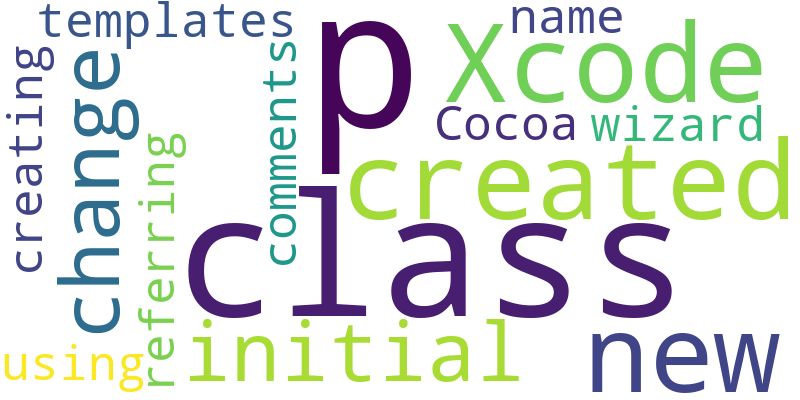 templates
name
p
Xcode
creating
change
comments
Cocoa
wizard
referring
created
class
initial
new
using